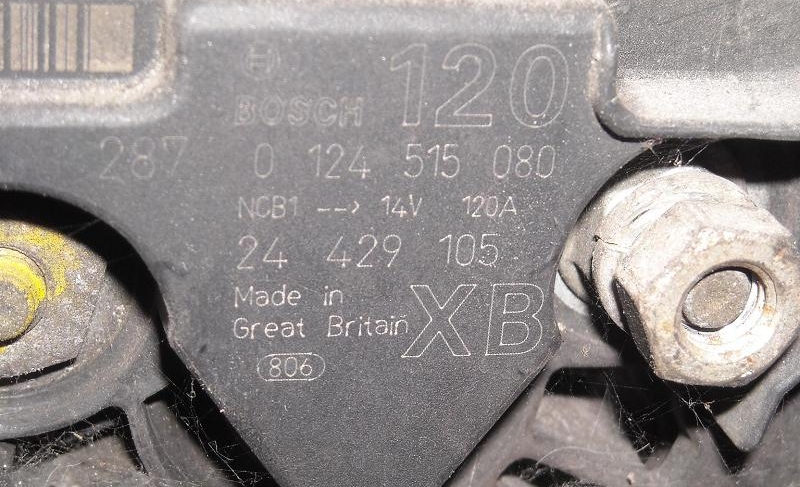 BOSCH 120
287 0 124 515 080
NCB1 --> 14V 120A
24 429 105
Made in
Great Britain XB
806